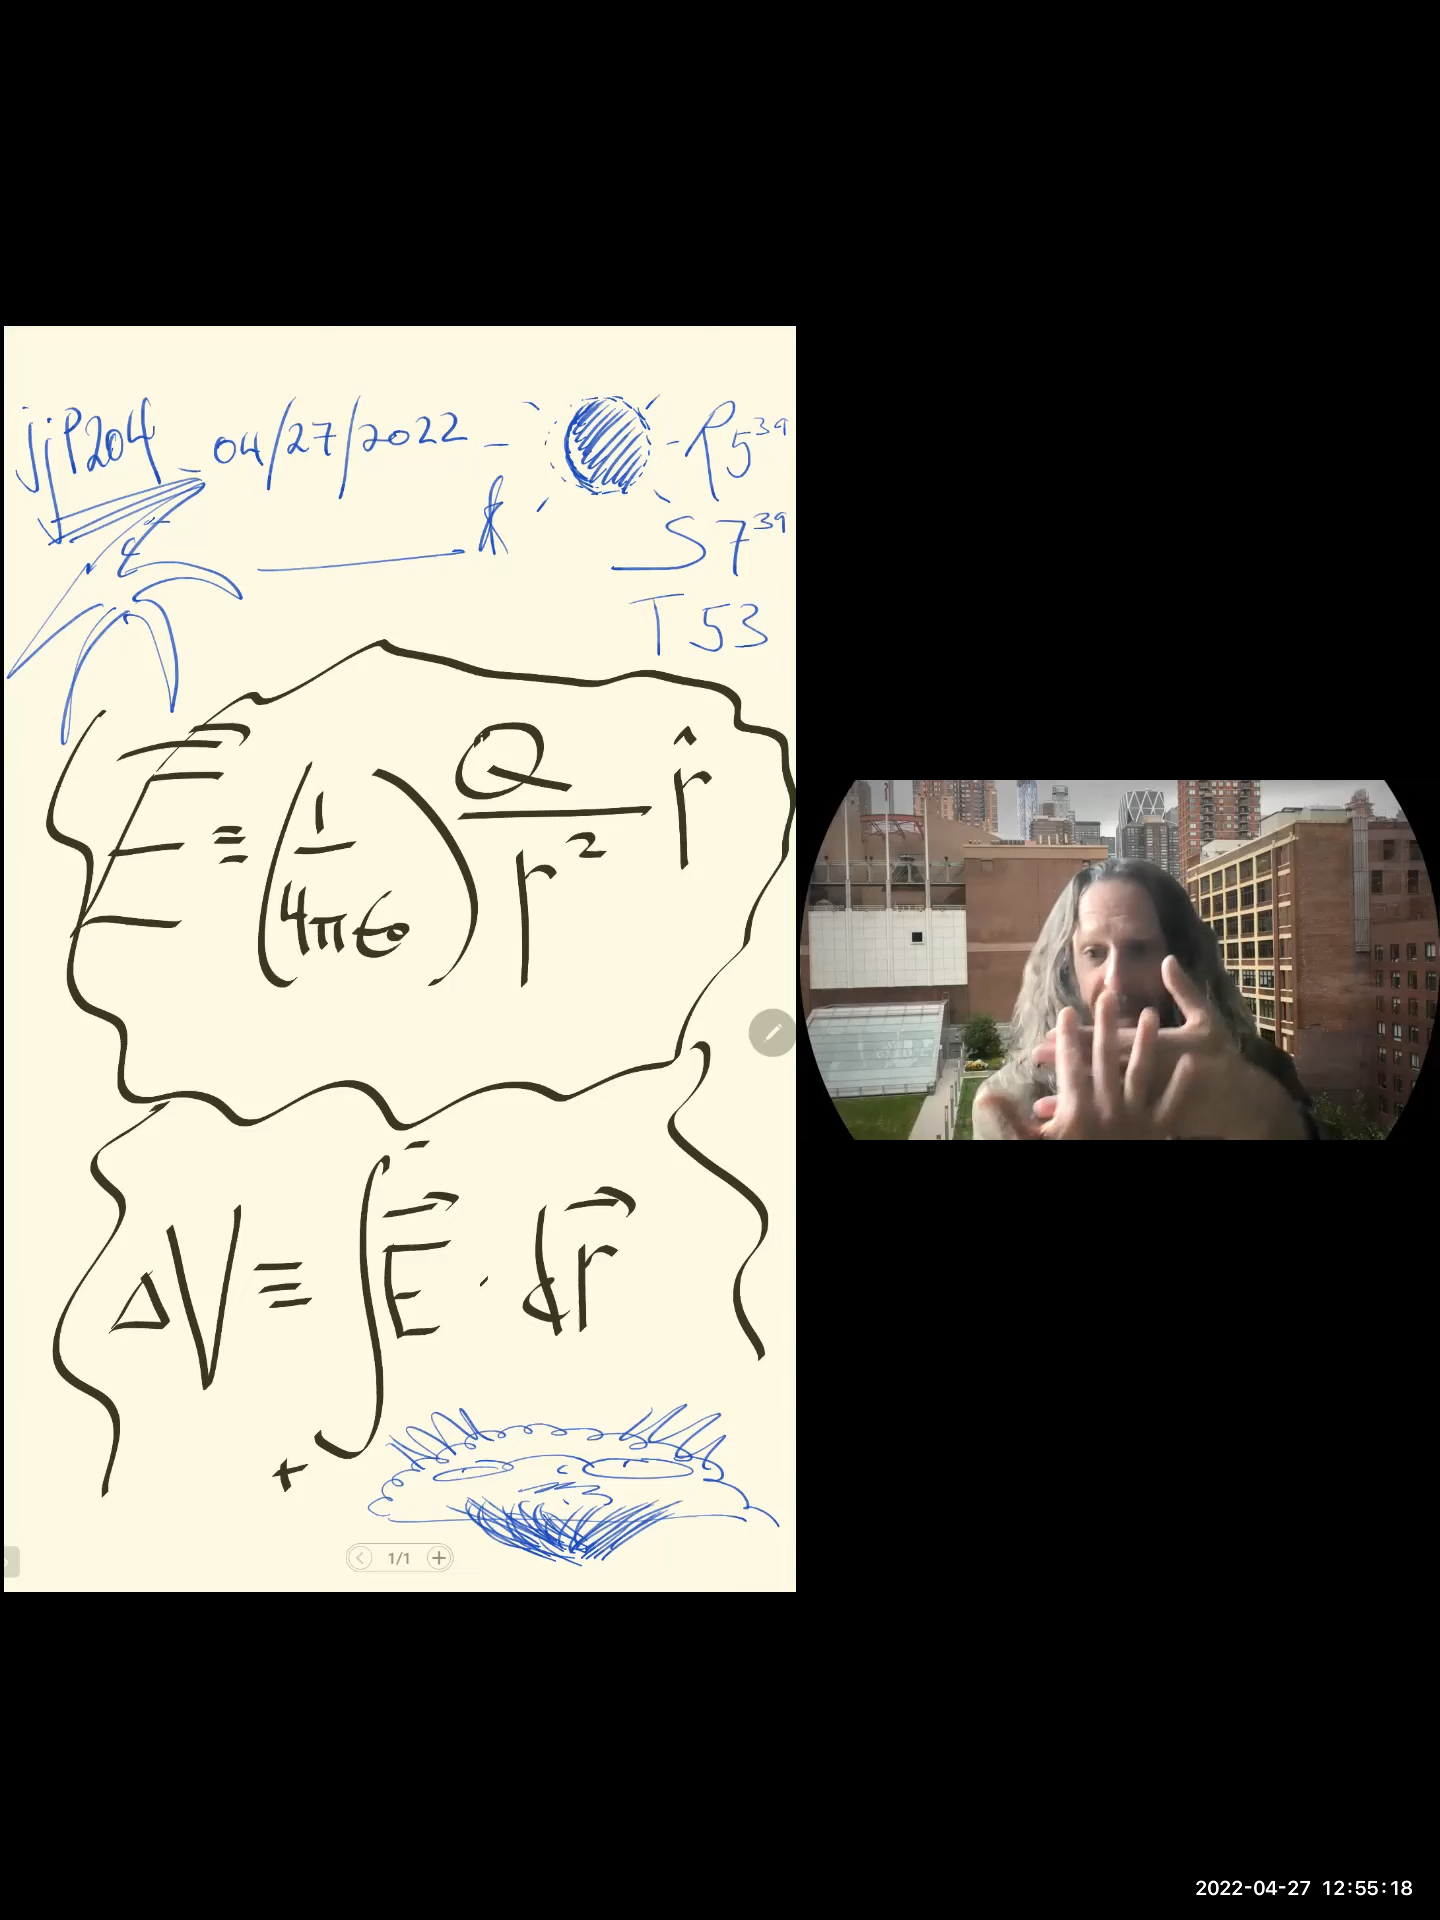 jjP204 04/27/2022 - R5³⁹
S7³⁹
T 53
E⃗ = (1/4πε₀) Q/r² r̂
ΔV ≡ ∫₊⁻ E⃗ · dr⃗
1/1
2022-04-27 12:55:18